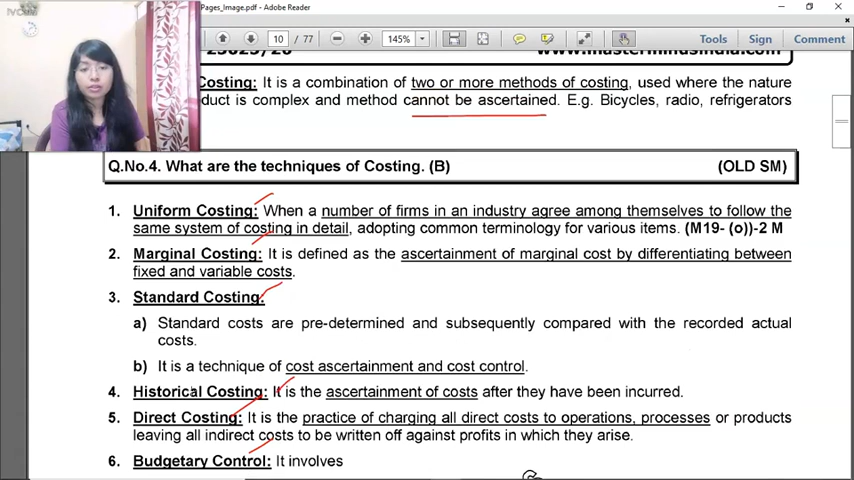 Pages_Image.pdf - Adobe Reader
10 / 77 145% Tools Sign Comment
www.mastermindsindia.com
Costing: It is a combination of two or more methods of costing, used where the nature
duct is complex and method cannot be ascertained. E.g. Bicycles, radio, refrigerators
Q.No.4. What are the techniques of Costing. (B) (OLD SM)
1. Uniform Costing: When a number of firms in an industry agree among themselves to follow the
same system of costing in detail, adopting common terminology for various items. (M19- (o))-2 M
2. Marginal Costing: It is defined as the ascertainment of marginal cost by differentiating between
fixed and variable costs.
3. Standard Costing:
a) Standard costs are pre-determined and subsequently compared with the recorded actual
costs.
b) It is a technique of cost ascertainment and cost control.
4. Historical Costing: It is the ascertainment of costs after they have been incurred.
5. Direct Costing: It is the practice of charging all direct costs to operations, processes or products
leaving all indirect costs to be written off against profits in which they arise.
6. Budgetary Control: It involves